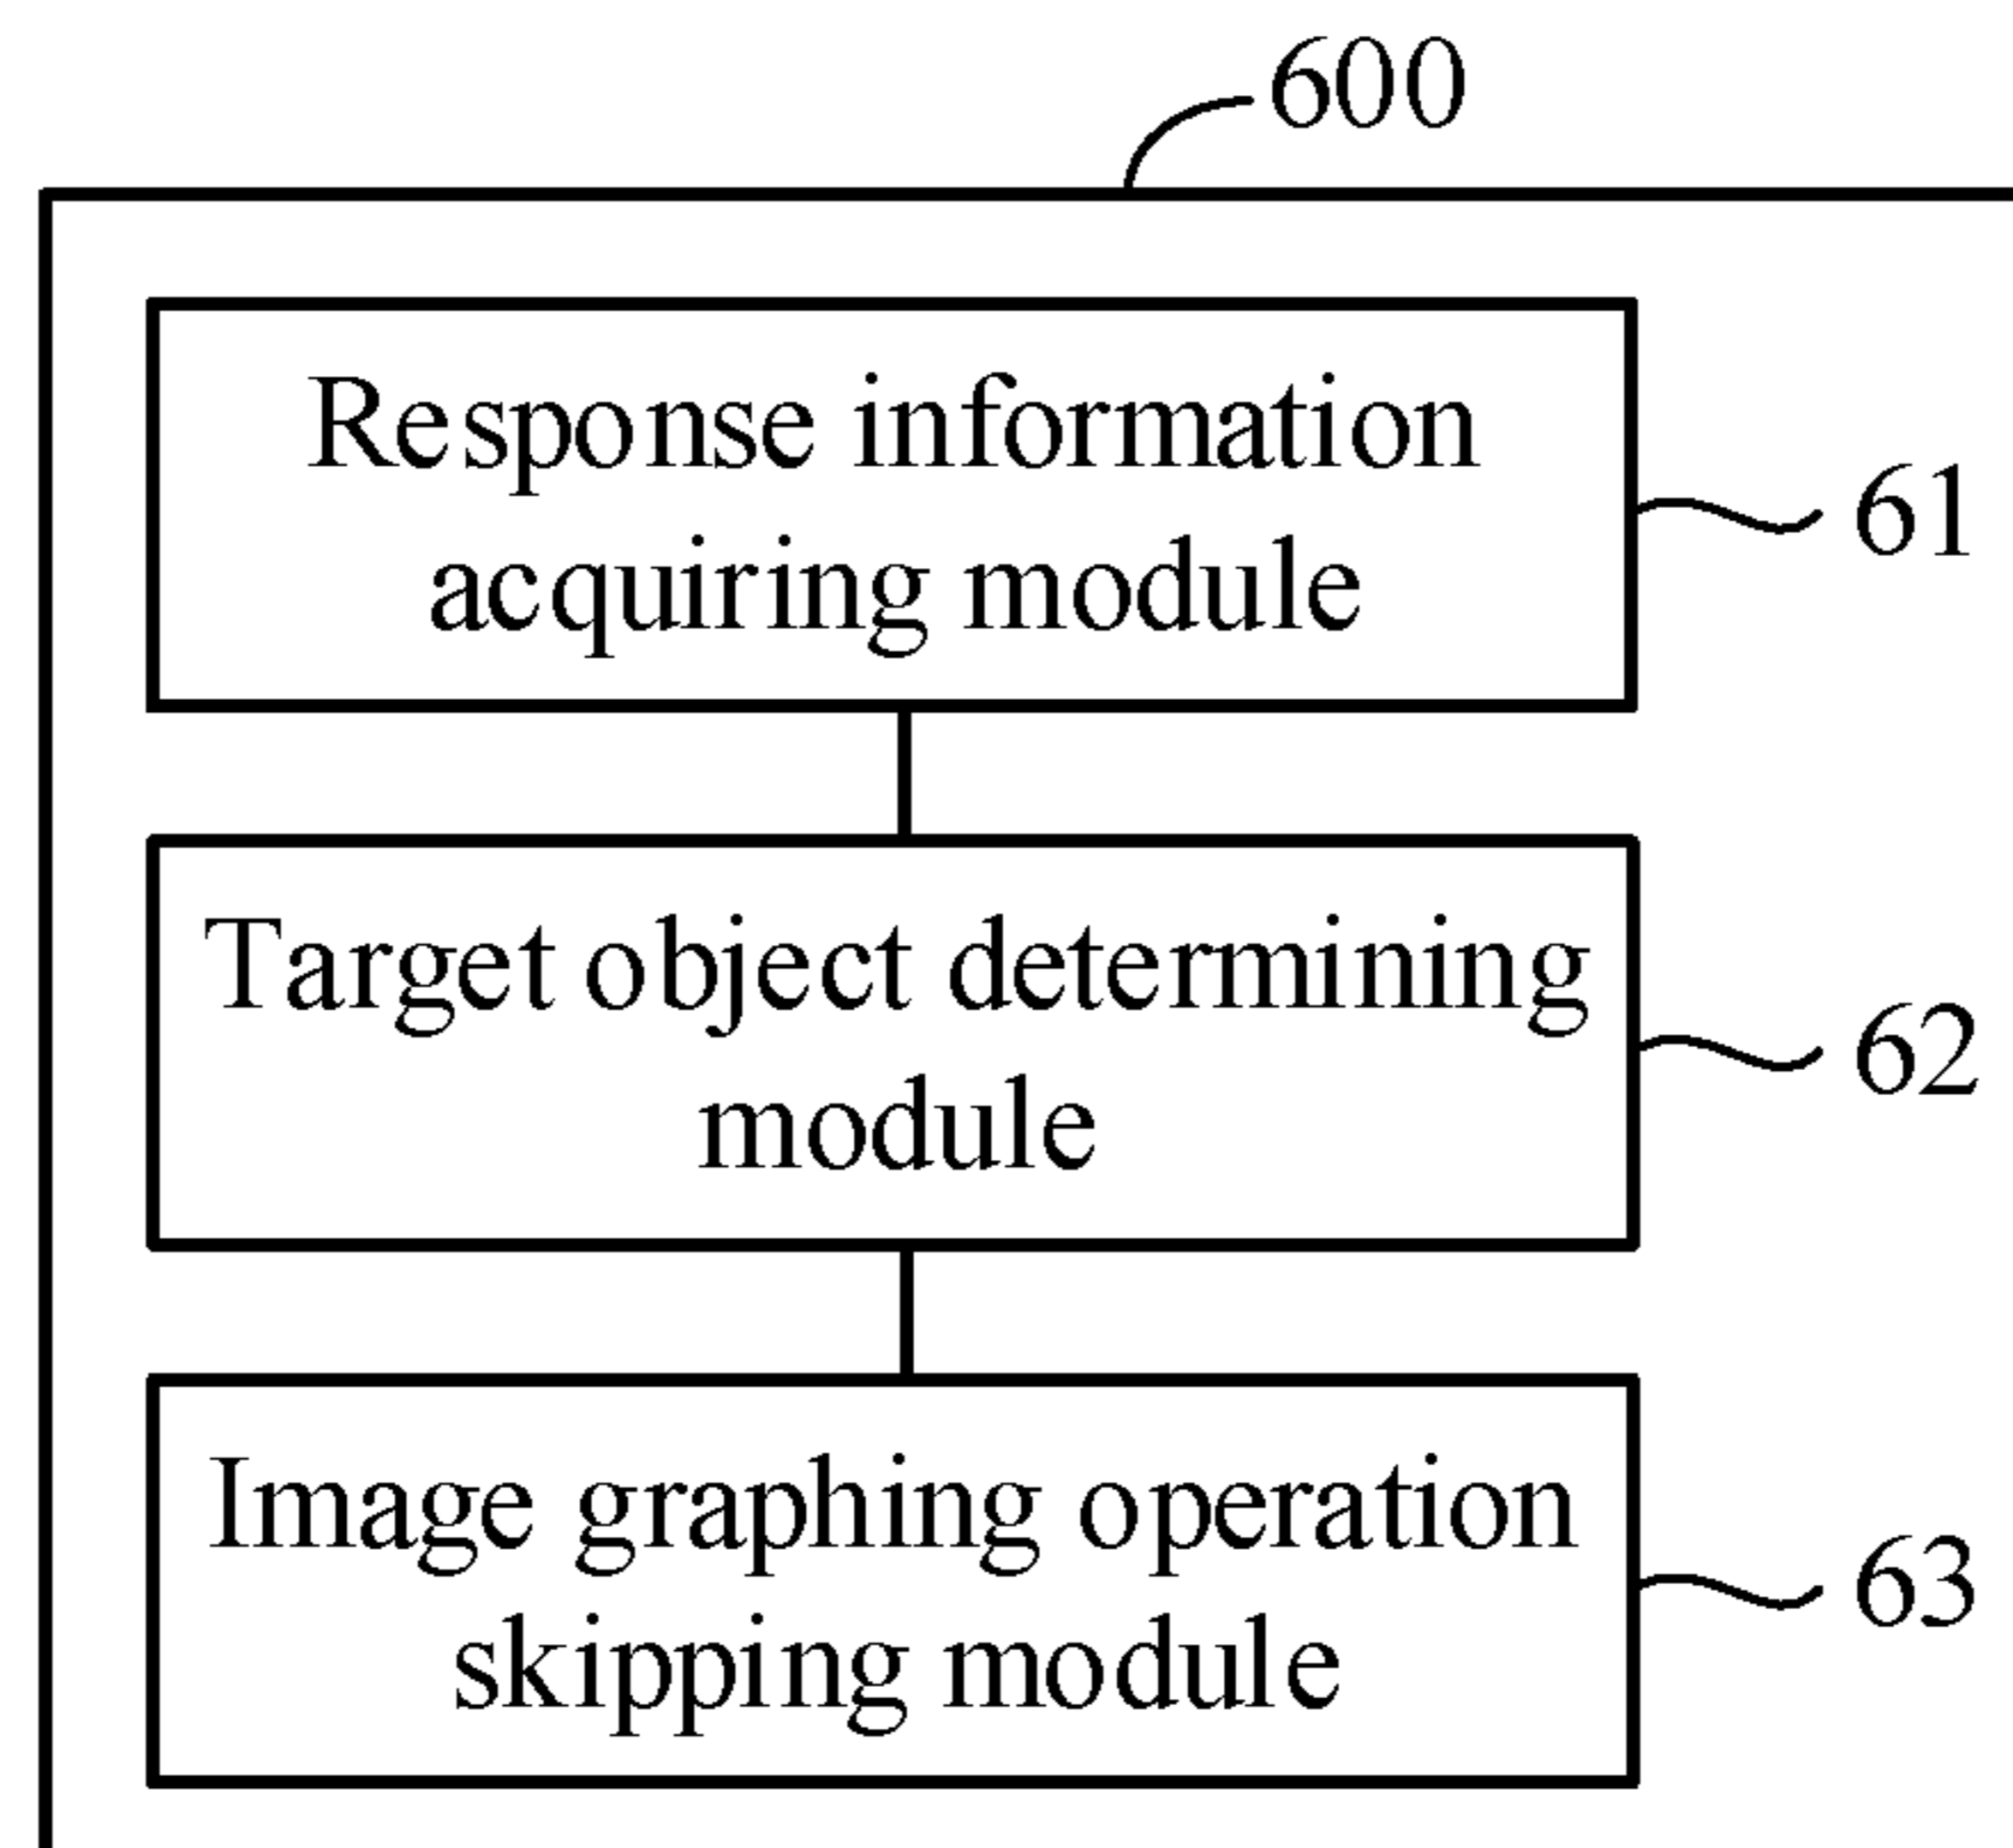 600
Response information
acquiring module
61
Target object determining
module
62
Image graphing operation
skipping module
63